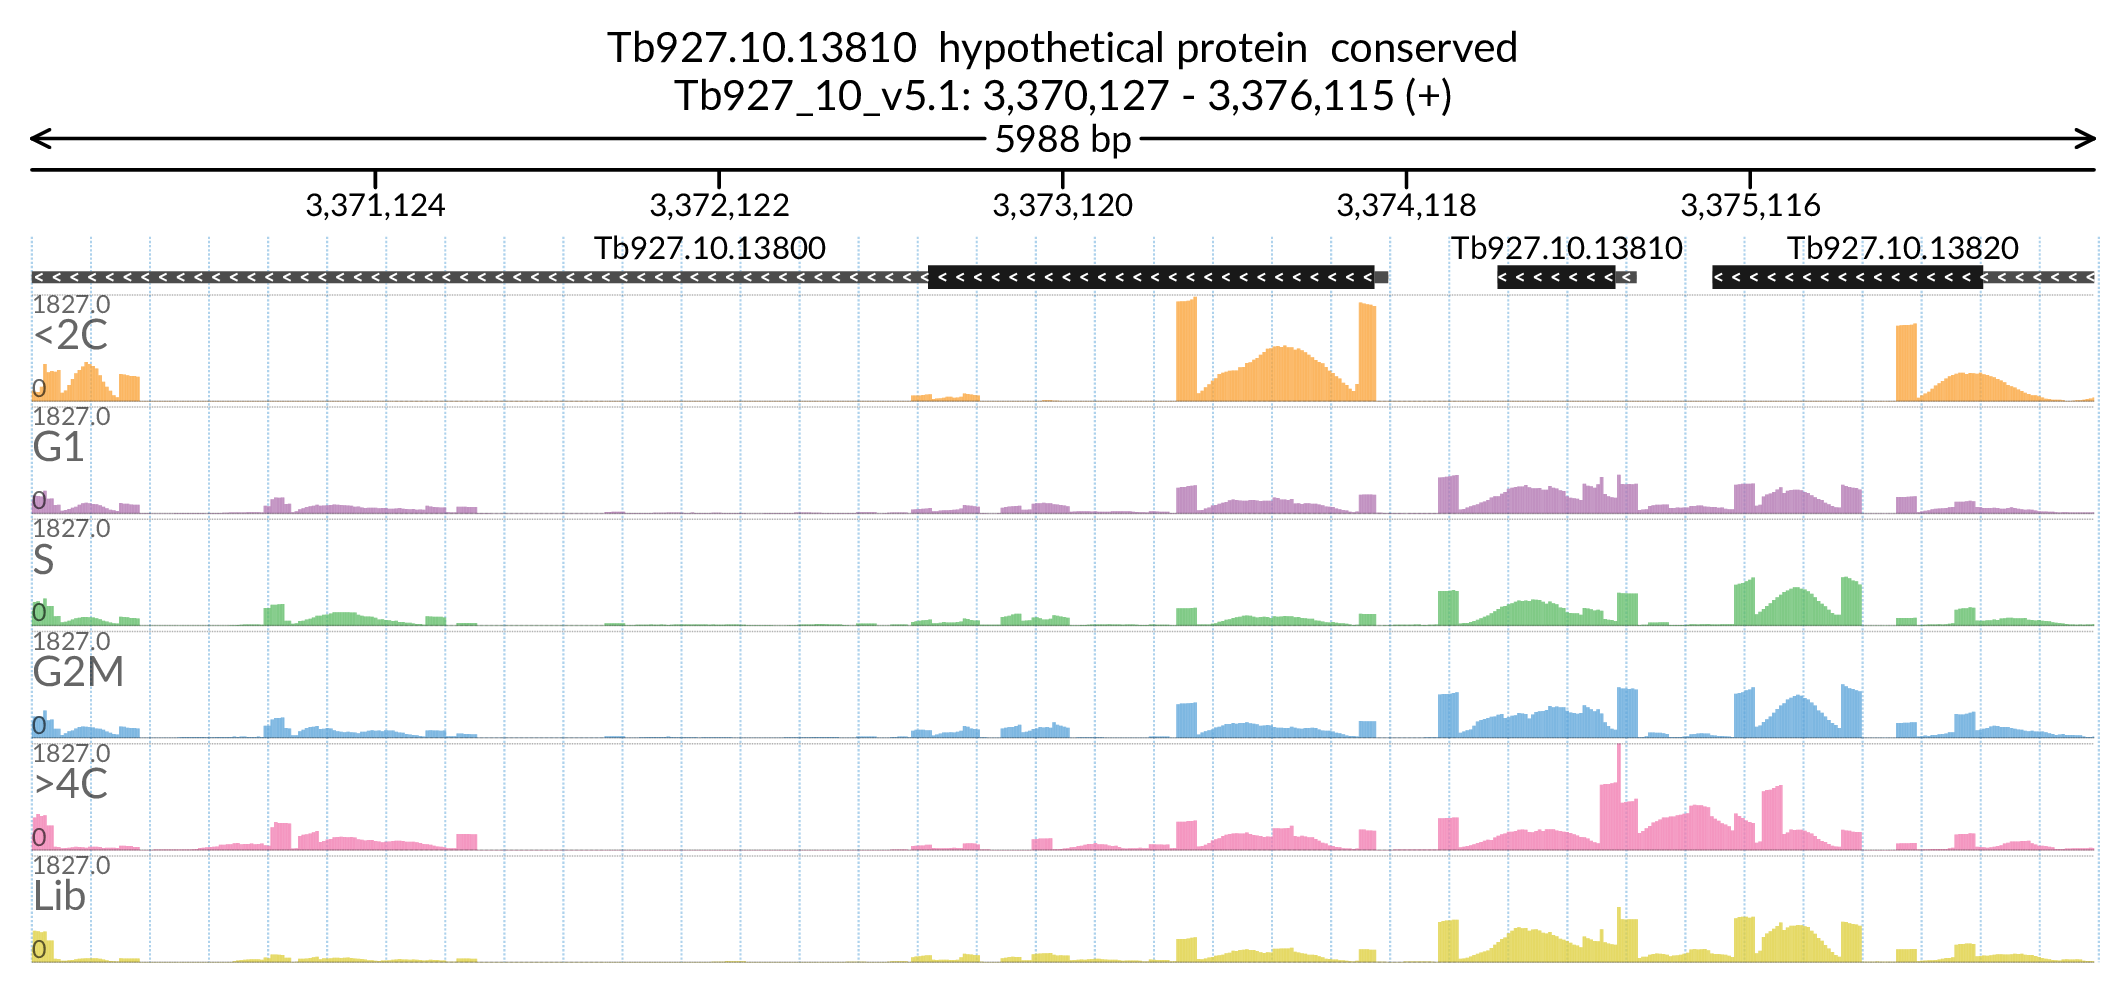 Tb927.10.13810 hypothetical protein conserved
Tb927_10_v5.1: 3,370,127 - 3,376,115 (+)
5988 bp
3,371,124 3,372,122 3,373,120 3,374,118 3,375,116
Tb927.10.13800 Tb927.10.13810 Tb927.10.13820
1827.0
<2C
0
1827.0
G1
0
1827.0
S
0
1827.0
G2M
0
1827.0
>4C
0
1827.0
Lib
0